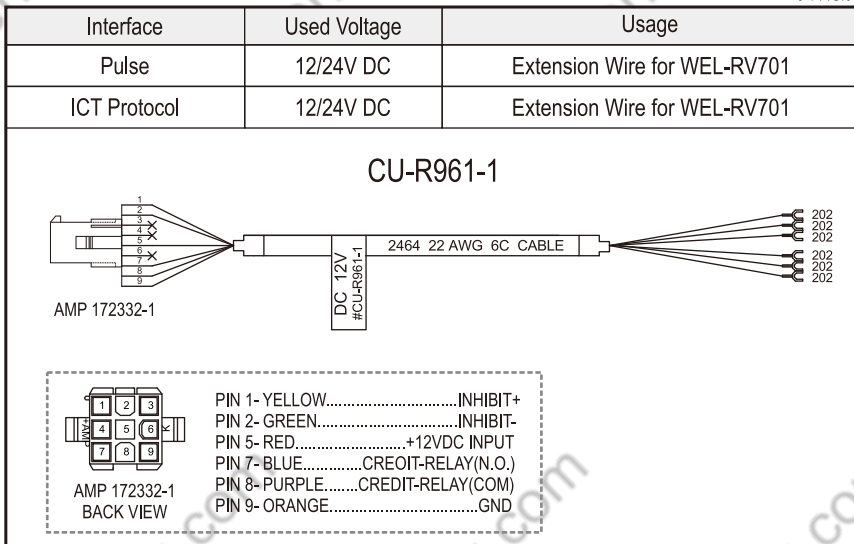 Interface Used Voltage Usage
Pulse 12/24V DC Extension Wire for WEL-RV701
ICT Protocol 12/24V DC Extension Wire for WEL-RV701
CU-R961-1
1
2
3
4
5
6
7
8
9
AMP 172332-1
DC 12V
#CU-R961-1
2464 22 AWG 6C CABLE
202
202
202
202
202
202
1 2 3
4 5 6
7 8 9
AMP
K
AMP 172332-1
BACK VIEW
PIN 1- YELLOW..............................INHIBIT+
PIN 2- GREEN................................INHIBIT-
PIN 5- RED.......................+12VDC INPUT
PIN 7- BLUE............CREOIT-RELAY(N.O.)
PIN 8- PURPLE.......CREDIT-RELAY(COM)
PIN 9- ORANGE.................................GND
com
com
com